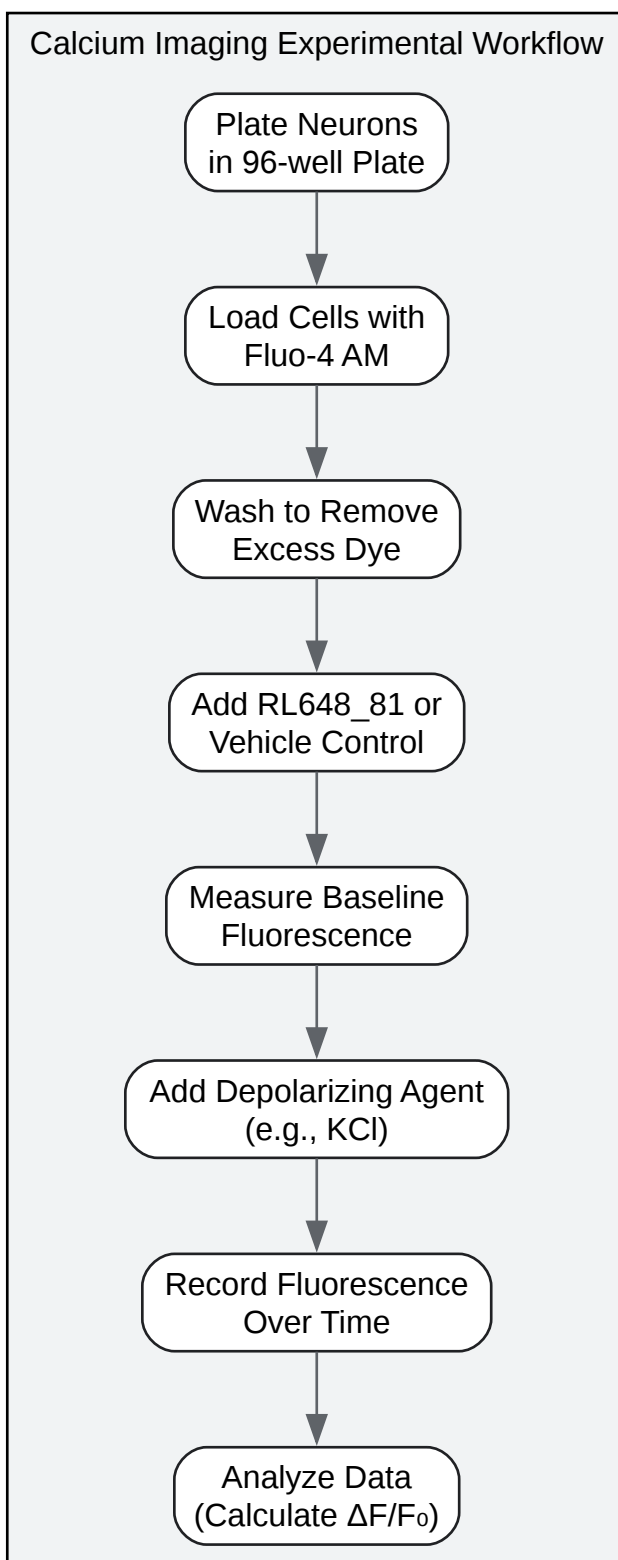 Calcium Imaging Experimental Workflow
Plate Neurons
in 96-well Plate
Load Cells with
Fluo-4 AM
Wash to Remove
Excess Dye
Add RL648_81 or
Vehicle Control
Measure Baseline
Fluorescence
Add Depolarizing Agent
(e.g., KCl)
Record Fluorescence
Over Time
Analyze Data
(Calculate ΔF/F₀)